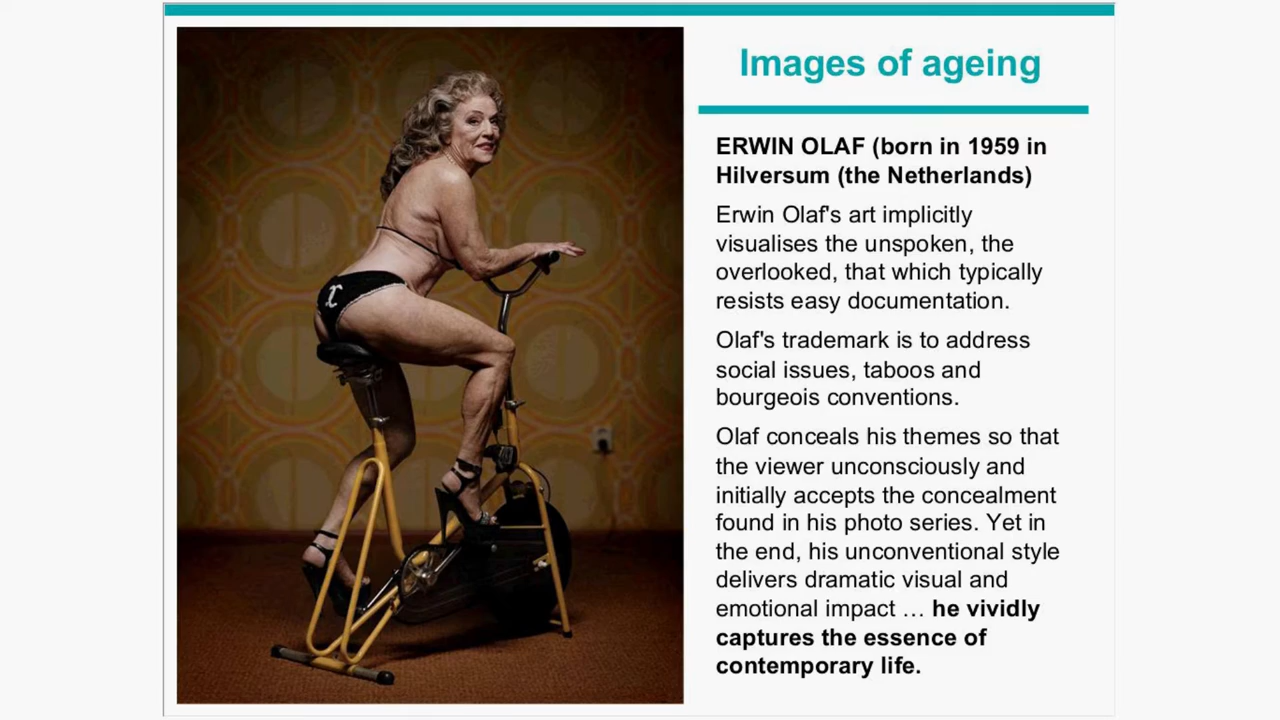 Images of ageing
ERWIN OLAF (born in 1959 in
Hilversum (the Netherlands)
Erwin Olaf's art implicitly
visualises the unspoken, the
overlooked, that which typically
resists easy documentation.
Olaf's trademark is to address
social issues, taboos and
bourgeois conventions.
Olaf conceals his themes so that
the viewer unconsciously and
initially accepts the concealment
found in his photo series. Yet in
the end, his unconventional style
delivers dramatic visual and
emotional impact … he vividly
captures the essence of
contemporary life.